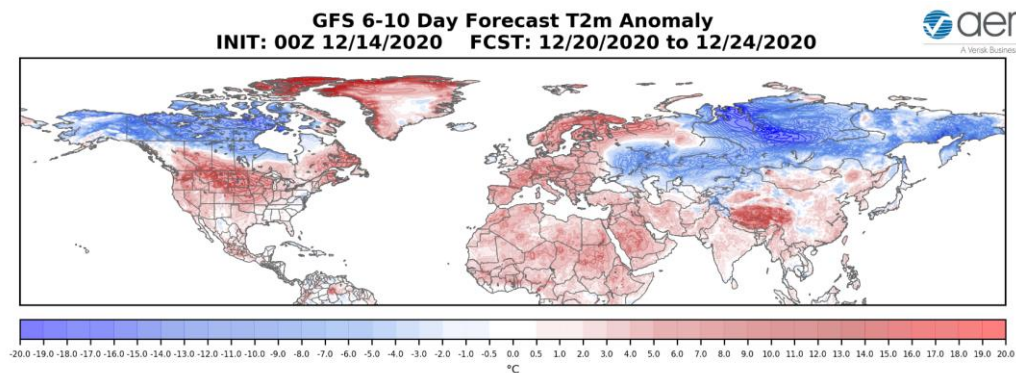 GFS 6-10 Day Forecast T2m Anomaly
INIT: 00Z 12/14/2020 FCST: 12/20/2020 to 12/24/2020
aer
A Verisk Business
-20.0 -19.0 -18.0 -17.0 -16.0 -15.0 -14.0 -13.0 -12.0 -11.0 -10.0 -9.0 -8.0 -7.0 -6.0 -5.0 -4.0 -3.0 -2.0 -1.0 -0.5 0.0 0.5 1.0 2.0 3.0 4.0 5.0 6.0 7.0 8.0 9.0 10.0 11.0 12.0 13.0 14.0 15.0 16.0 17.0 18.0 19.0 20.0
°C